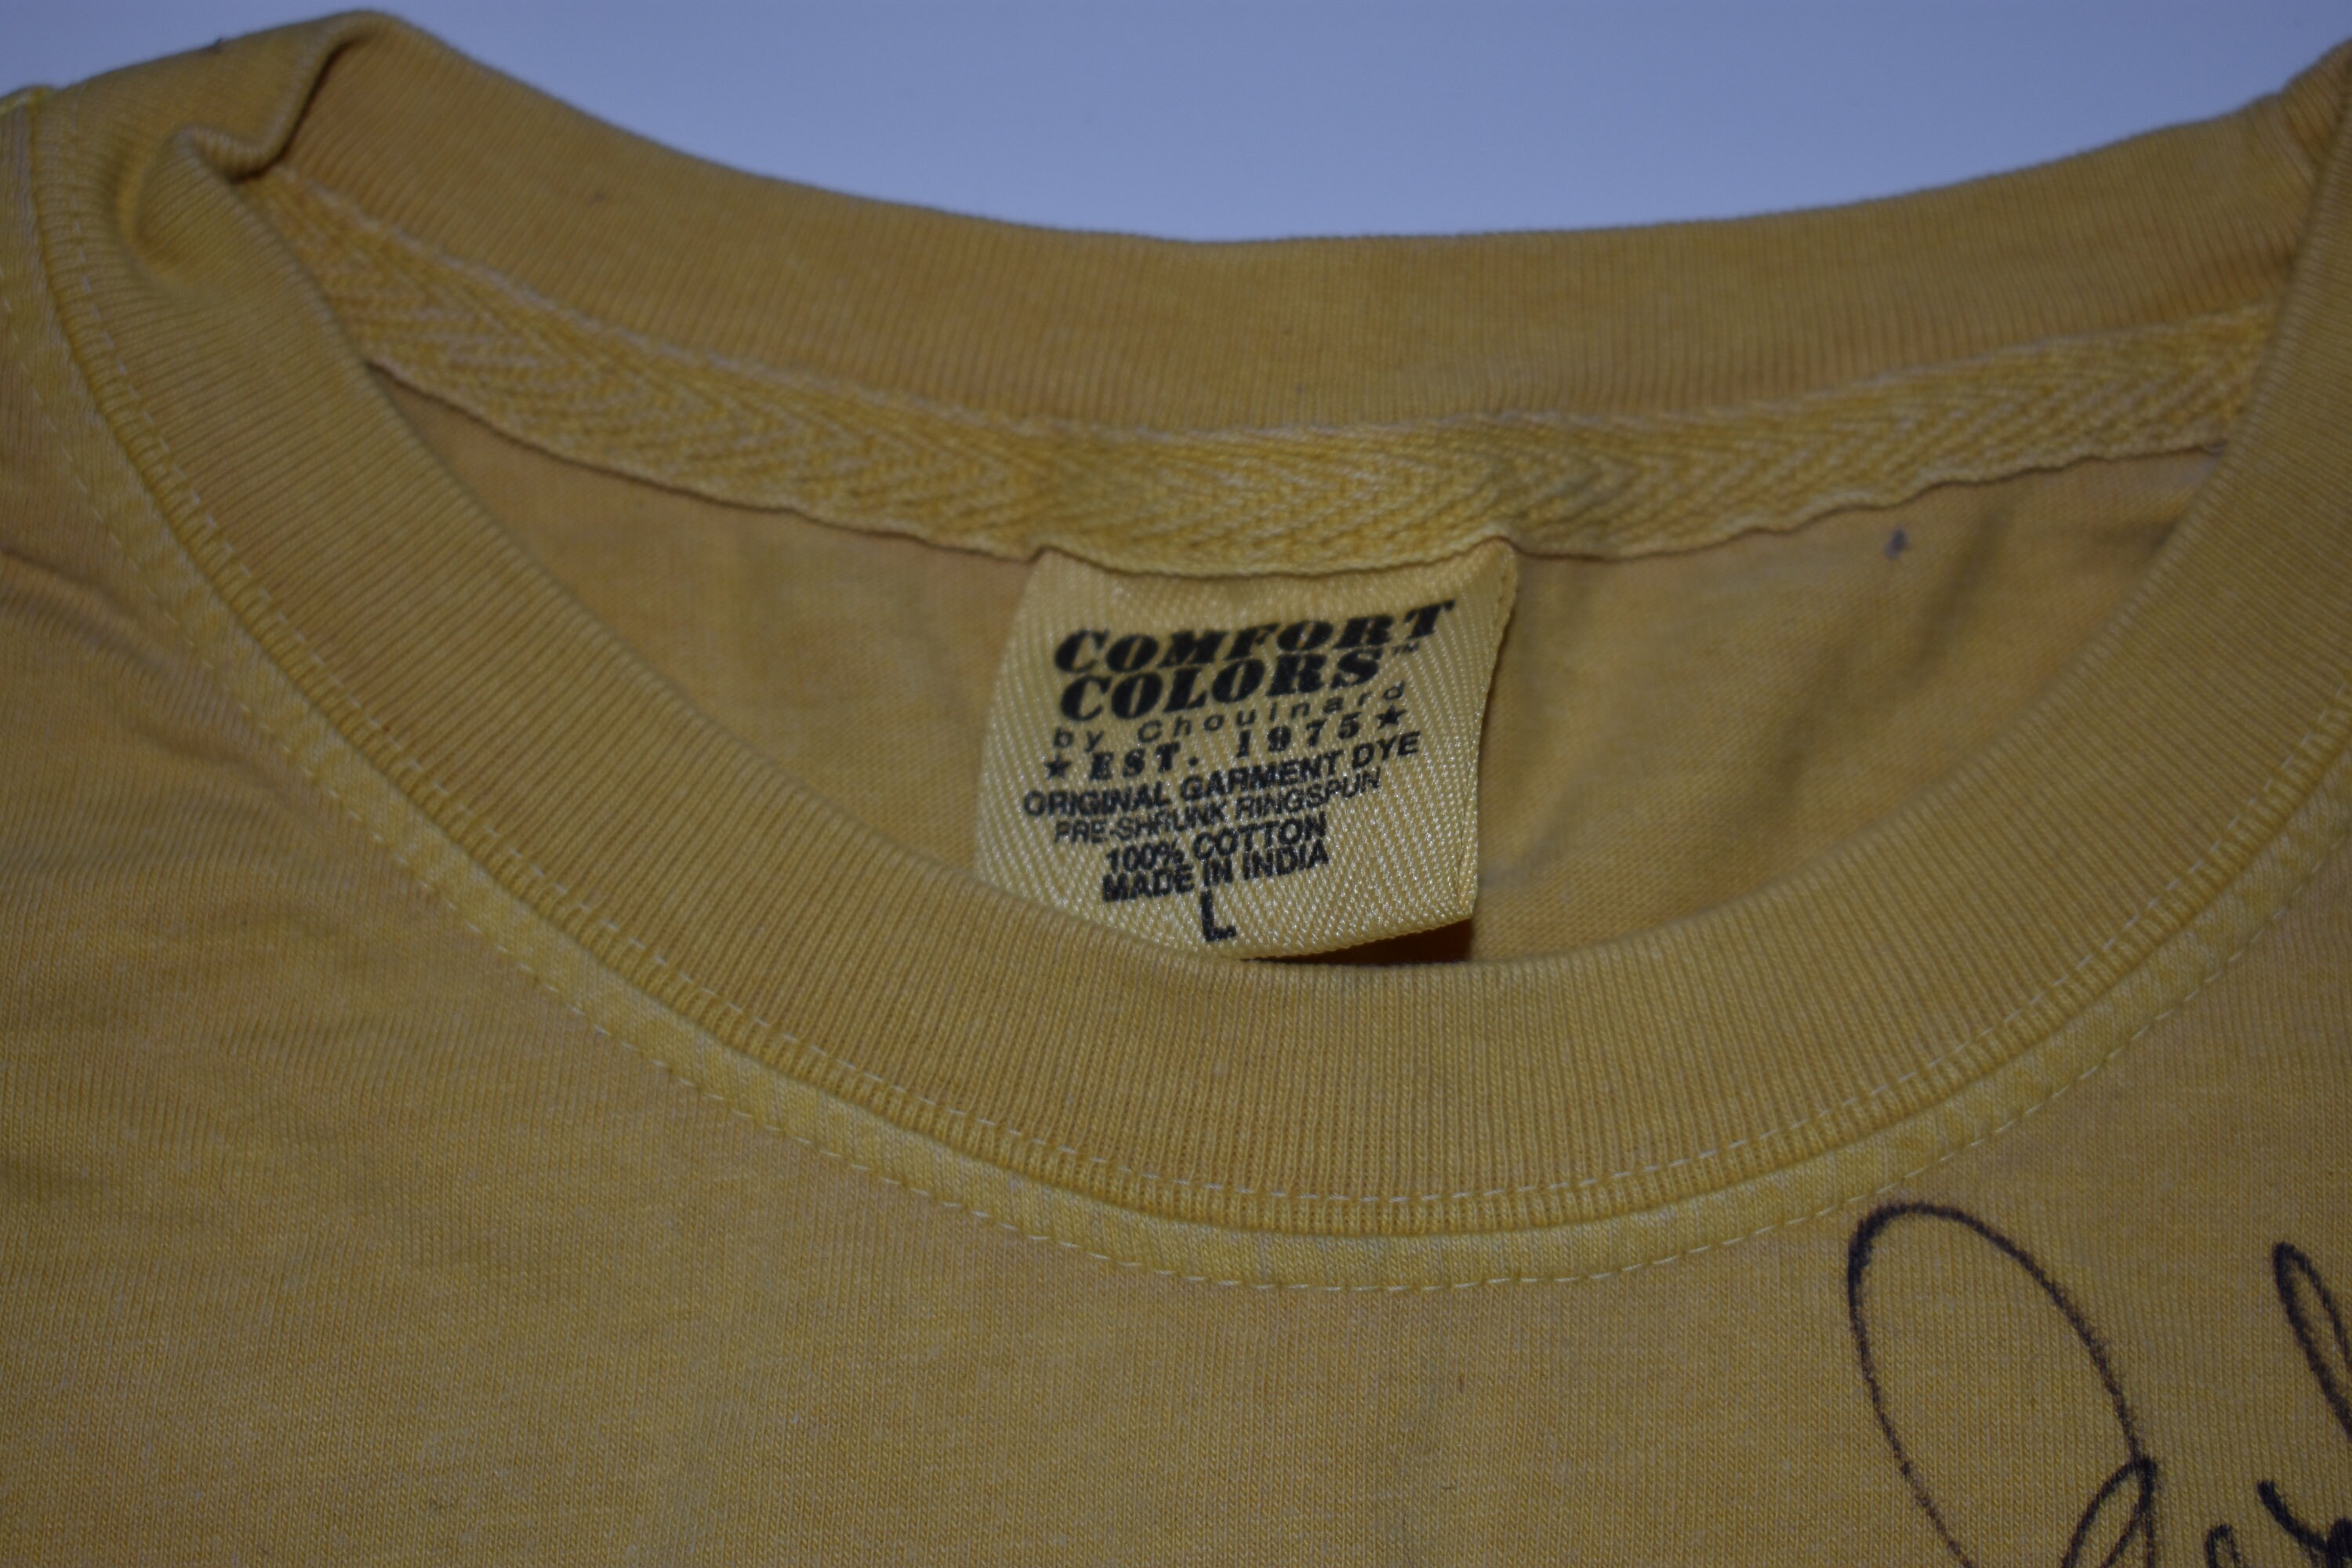 COMFORT
COLORS™
by Chouinard
★ EST. 1975 ★
ORIGINAL GARMENT DYE
PRE-SHRUNK RINGSPUN
100% COTTON
MADE IN INDIA
L